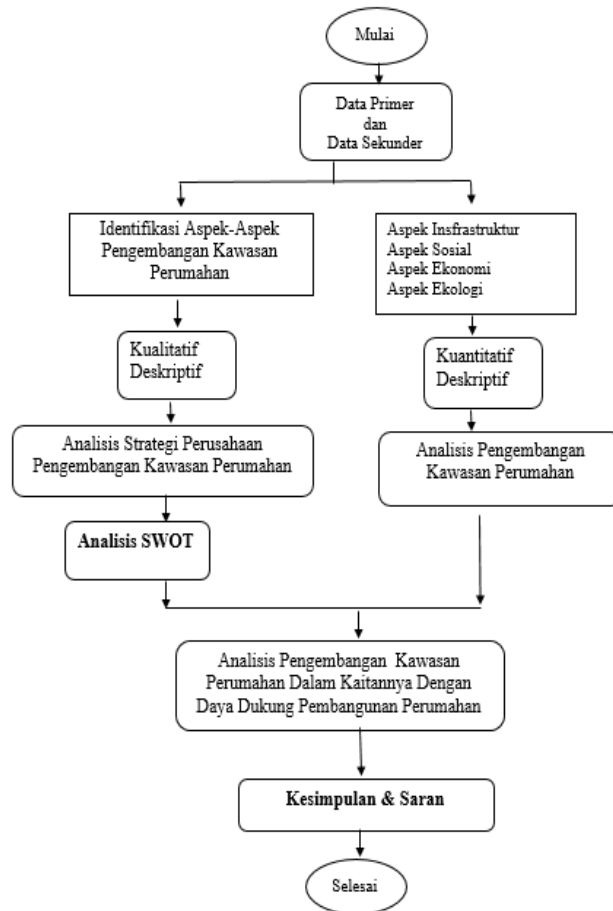 Mulai
Data Primer
dan
Data Sekunder
Identifikasi Aspek-Aspek
Pengembangan Kawasan
Perumahan
Aspek Insfrastruktur
Aspek Sosial
Aspek Ekonomi
Aspek Ekologi
Kualitatif
Deskriptif
Kuantitatif
Deskriptif
Analisis Strategi Perusahaan
Pengembangan Kawasan Perumahan
Analisis Pengembangan
Kawasan Perumahan
Analisis SWOT
Analisis Pengembangan Kawasan
Perumahan Dalam Kaitannya Dengan
Daya Dukung Pembangunan Perumahan
Kesimpulan & Saran
Selesai